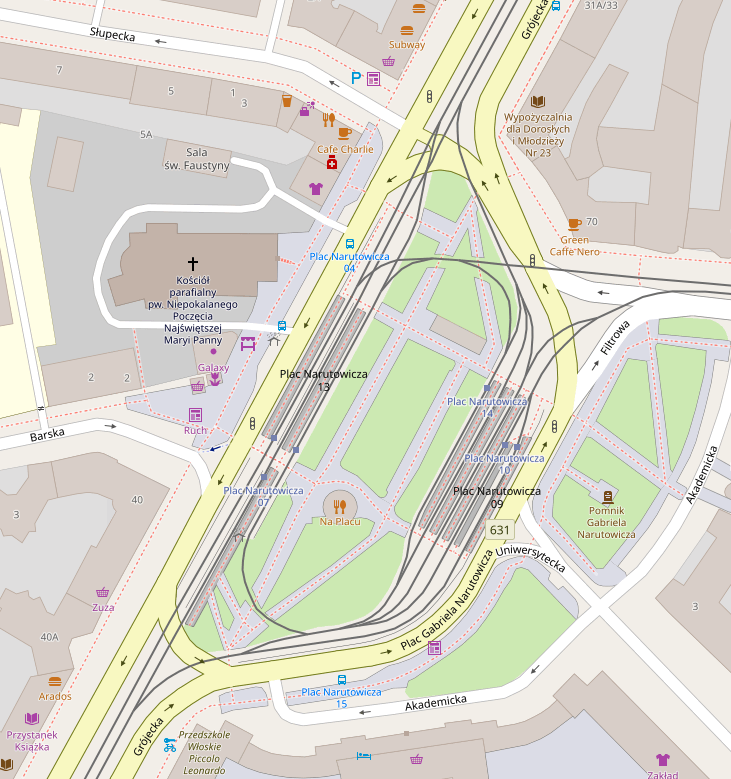 31A/33
Grójecka
Słupecka
Subway
7
5
1
3
P
Wypożyczalnia
dla Dorosłych
i Młodzieży
Nr 23
5A
Cafe Charlie
Sala
św. Faustyny
70
Green
Caffè Nero
Plac Narutowicza
04
Kościół
parafialny
pw. Niepokalanego
Poczęcia
Najświętszej
Maryi Panny
Filtrowa
Galaxy
2
2
Plac Narutowicza
13
Plac Narutowicza
14
Ruch
Barska
Plac Narutowicza
10
Akademicka
Plac Narutowicza
07
Plac Narutowicza
09
40
3
Na Placu
Pomnik
Gabriela
Narutowicza
631
Uniwersytecka
Zuza
Plac Gabriela Narutowicza
3
40A
Arados
Plac Narutowicza
15
Akademicka
Przystanek
Książka
Grójecka
Przedszkole
Włoskie
Piccolo
Leonardo
Zakład